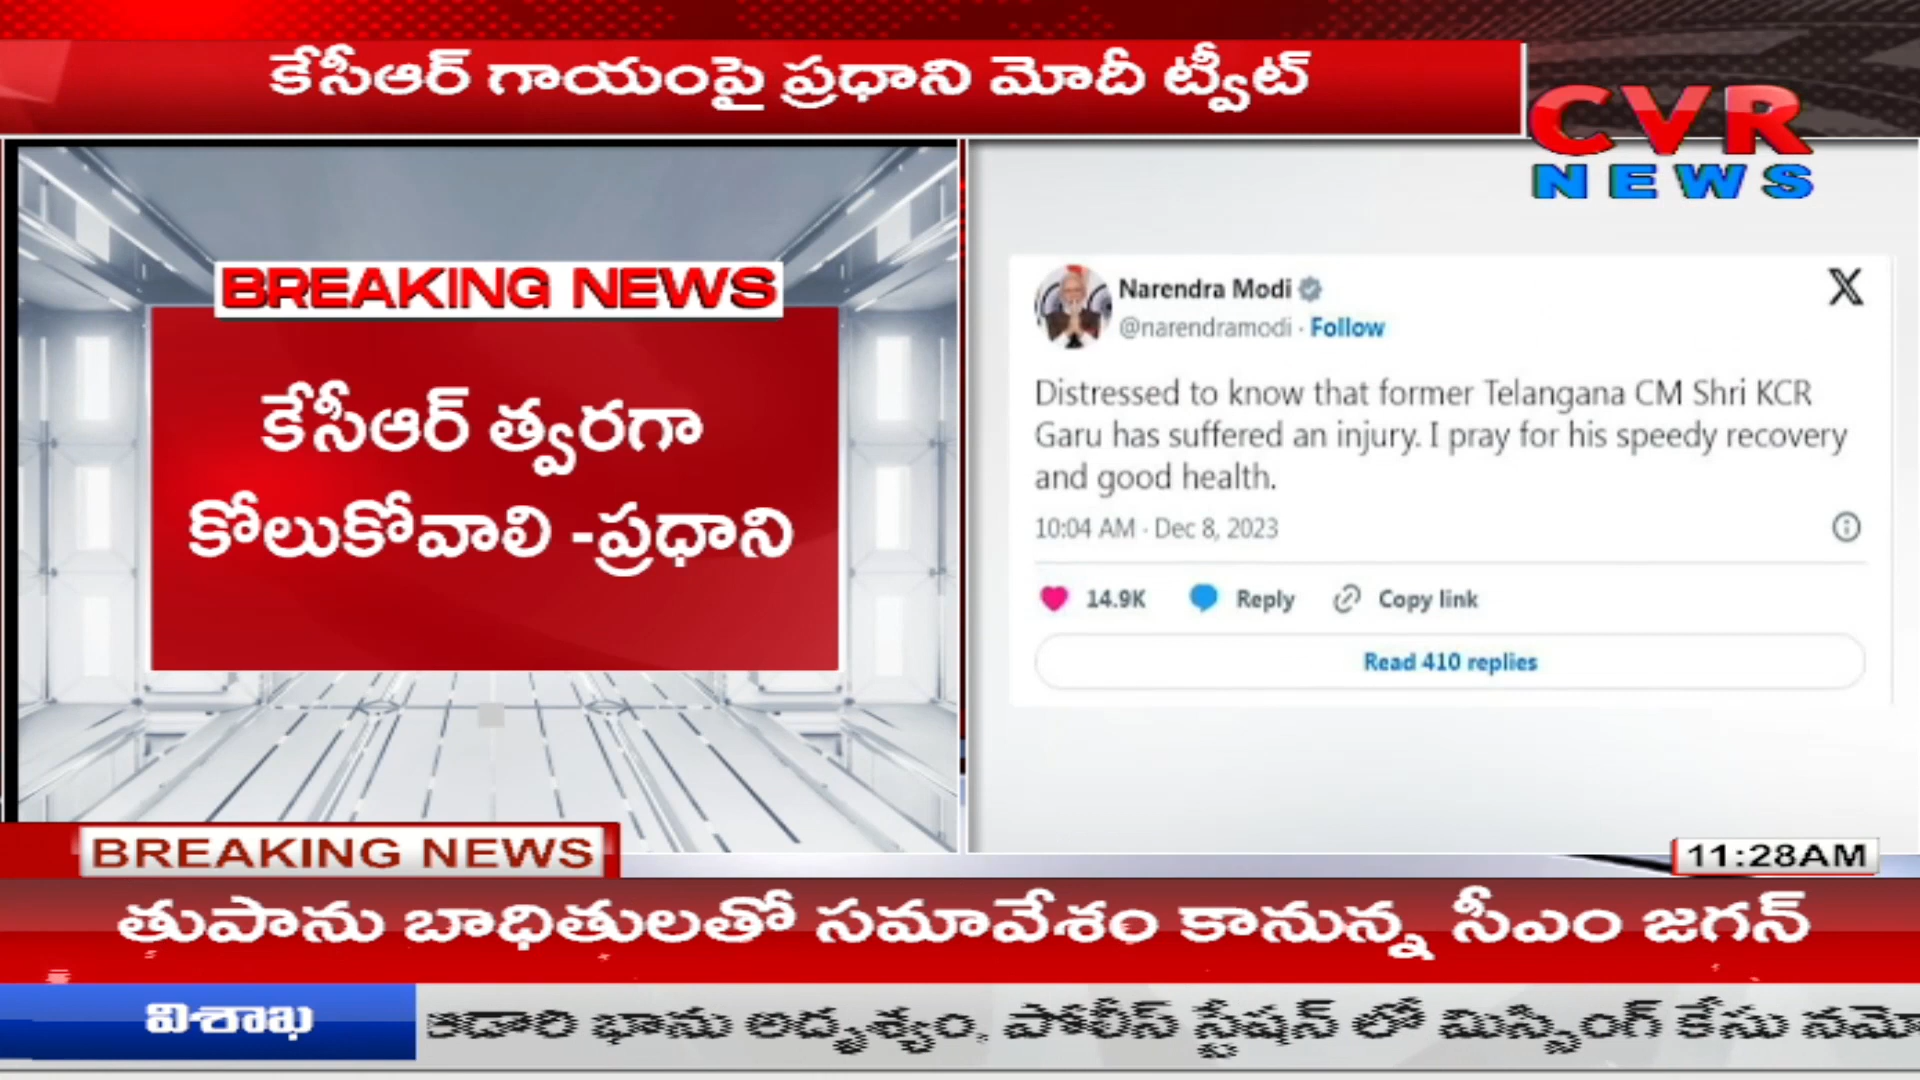 కేసీఆర్ గాయంపై ప్రధాని మోదీ ట్వీట్
CVR
NEWS
BREAKING NEWS
కేసీఆర్ త్వరగా
కోలుకోవాలి -ప్రధాని
Narendra Modi
@narendramodi · Follow
X
Distressed to know that former Telangana CM Shri KCR
Garu has suffered an injury. I pray for his speedy recovery
and good health.
10:04 AM · Dec 8, 2023
14.9K Reply Copy link
Read 410 replies
BREAKING NEWS
11:28AM
తుపాను బాధితులతో సమావేశం కానున్న సీఎం జగన్
విశాఖ
భాను అదృశ్యం, పోలీస్ స్టేషన్ లో మిస్సింగ్ కేసు